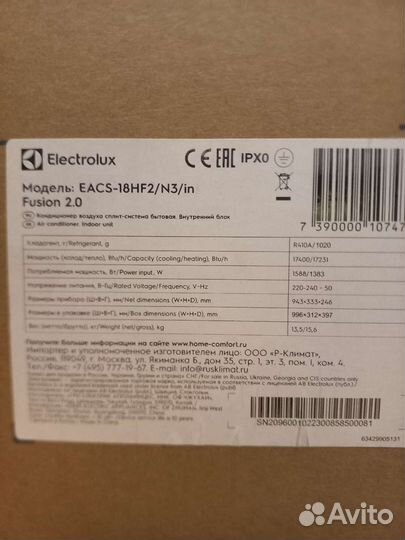 Electrolux
CE EAC IPX0
Модель: EACS-18HF2/N3/in
Fusion 2.0
Кондиционер воздуха сплит-система бытовая. Внутренний блок
Air conditioner. Indoor unit
7 390000 10747
Хладагент, г/Refrigerant, g R410A/1020
Мощность (холод/тепло), Btu/h/Capacity (cooling/heating), Btu/h 17400/17231
Потребляемая мощность, Вт/Power input, W 1588/1383
Напряжение питания, В~Гц/Rated Voltage/Frequency, V~Hz 220-240~50
Размеры прибора (Ш×В×Г), мм/Net dimensions (W×H×D), mm 943×333×246
Размеры в упаковке (Ш×В×Г), мм/Box dimensions (W×H×D), mm 996×312×397
Вес (нетто/брутто), кг/Weight (net/gross), kg 13,5/15,6
Получите больше информации на сайте: www.home-comfort.ru
Импортер и уполномоченное изготовителем лицо: ООО «Р-Климат»,
Россия, 119049, г. Москва, ул. Якиманка Б., д. 35, стр. 1, эт. 3, пом. I, ком. 4.
Тел./Факс: +7 (495) 777-19-67. E-mail: info@rusklimat.ru
SN2096001022300858500081
63429905131
Avito